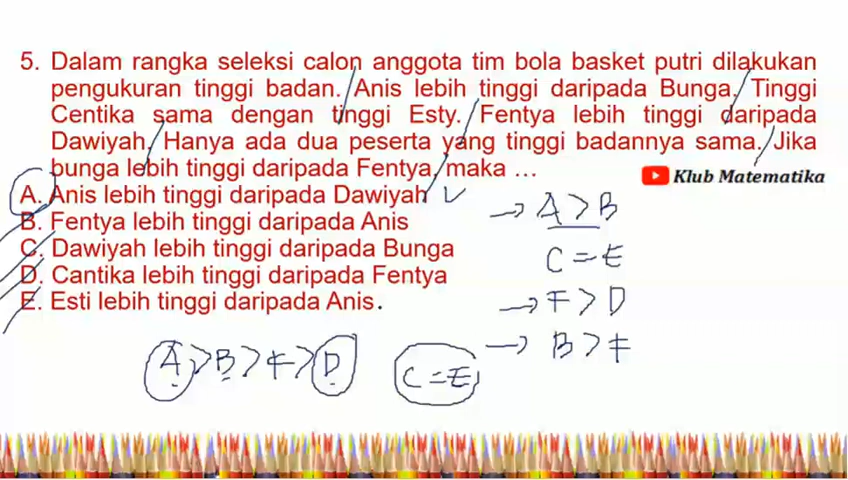 5. Dalam rangka seleksi calon anggota tim bola basket putri dilakukan
pengukuran tinggi badan. Anis lebih tinggi daripada Bunga. Tinggi
Centika sama dengan tinggi Esty. Fentya lebih tinggi daripada
Dawiyah. Hanya ada dua peserta yang tinggi badannya sama. Jika
bunga lebih tinggi daripada Fentya, maka ...
Klub Matematika
A. Anis lebih tinggi daripada Dawiyah ✓
B. Fentya lebih tinggi daripada Anis
C. Dawiyah lebih tinggi daripada Bunga
D. Cantika lebih tinggi daripada Fentya
E. Esti lebih tinggi daripada Anis.
→ A > B
C = E
→ F > D
→ B > F
A > B > F > D
C = E